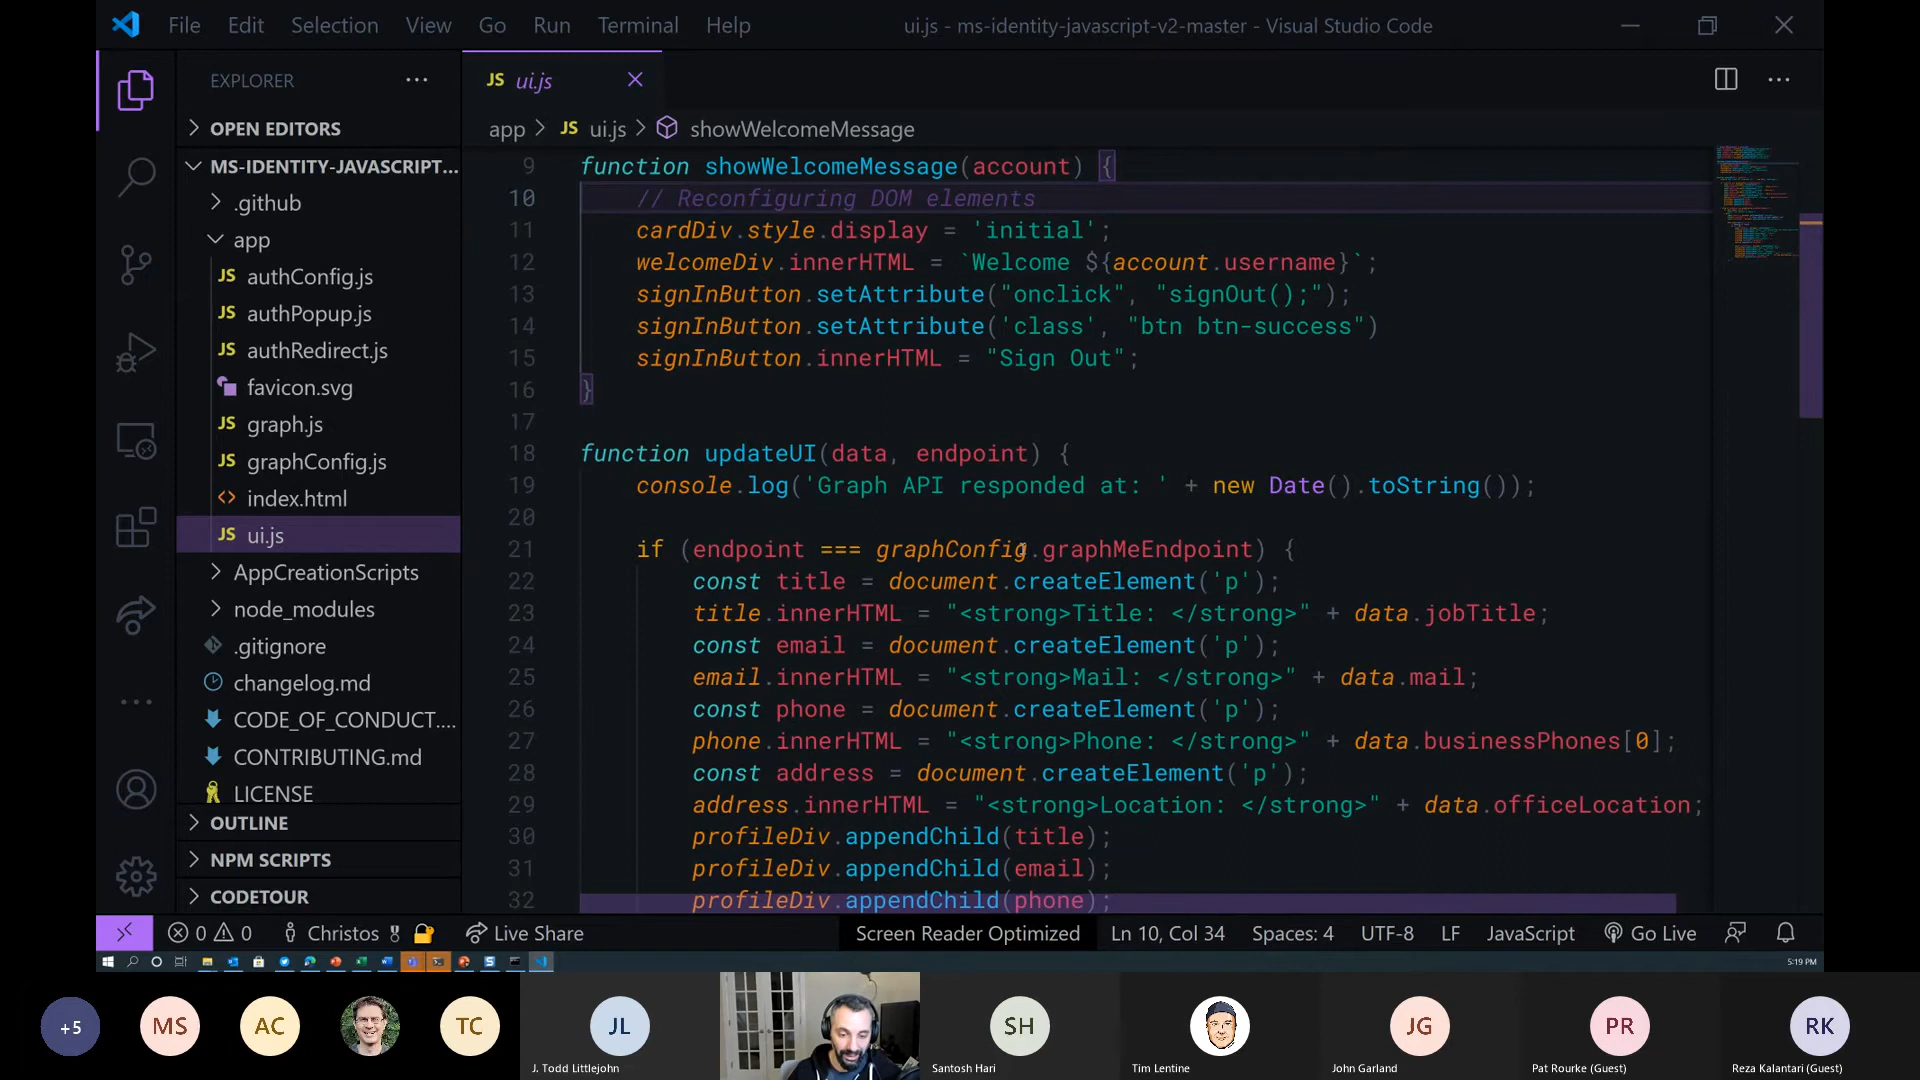 File Edit Selection View Go Run Terminal Help ui.js - ms-identity-javascript-v2-master - Visual Studio Code
EXPLORER ···
OPEN EDITORS
MS-IDENTITY-JAVASCRIPT...
.github
app
JS authConfig.js
JS authPopup.js
JS authRedirect.js
favicon.svg
JS graph.js
JS graphConfig.js
<> index.html
JS ui.js
AppCreationScripts
node_modules
.gitignore
changelog.md
CODE_OF_CONDUCT....
CONTRIBUTING.md
LICENSE
OUTLINE
NPM SCRIPTS
CODETOUR
JS ui.js
app > JS ui.js > showWelcomeMessage
9 function showWelcomeMessage(account) {
10 // Reconfiguring DOM elements
11 cardDiv.style.display = 'initial';
12 welcomeDiv.innerHTML = `Welcome ${account.username}`;
13 signInButton.setAttribute("onclick", "signOut();");
14 signInButton.setAttribute('class', "btn btn-success")
15 signInButton.innerHTML = "Sign Out";
16 }
17
18 function updateUI(data, endpoint) {
19 console.log('Graph API responded at: ' + new Date().toString());
20
21 if (endpoint === graphConfig.graphMeEndpoint) {
22 const title = document.createElement('p');
23 title.innerHTML = "<strong>Title: </strong>" + data.jobTitle;
24 const email = document.createElement('p');
25 email.innerHTML = "<strong>Mail: </strong>" + data.mail;
26 const phone = document.createElement('p');
27 phone.innerHTML = "<strong>Phone: </strong>" + data.businessPhones[0];
28 const address = document.createElement('p');
29 address.innerHTML = "<strong>Location: </strong>" + data.officeLocation;
30 profileDiv.appendChild(title);
31 profileDiv.appendChild(email);
32 profileDiv.appendChild(phone);
0 0 Christos Live Share Screen Reader Optimized Ln 10, Col 34 Spaces: 4 UTF-8 LF JavaScript Go Live
5:19 PM
+5 MS AC TC JL SH JG PR RK
J. Todd Littlejohn Santosh Hari Tim Lentine John Garland Pat Rourke (Guest) Reza Kalantari (Guest)